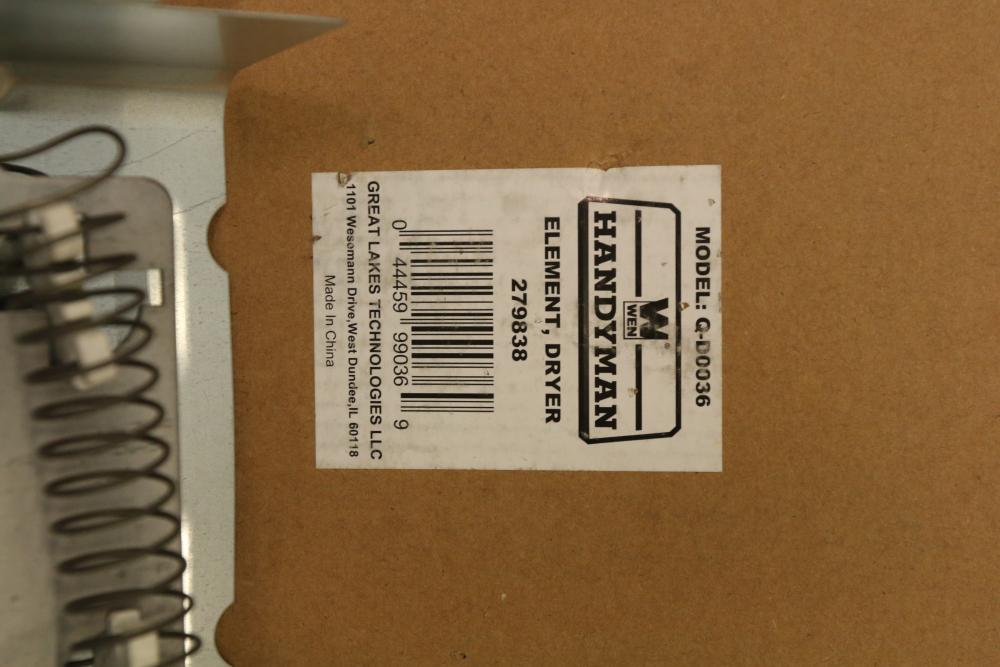 MODEL: Q-D0036
W
WEN
HANDYMAN
ELEMENT, DRYER
279838
0 44459 99036 9
GREAT LAKES TECHNOLOGIES LLC
1101 Wesemann Drive,West Dundee,IL 60118
Made In China